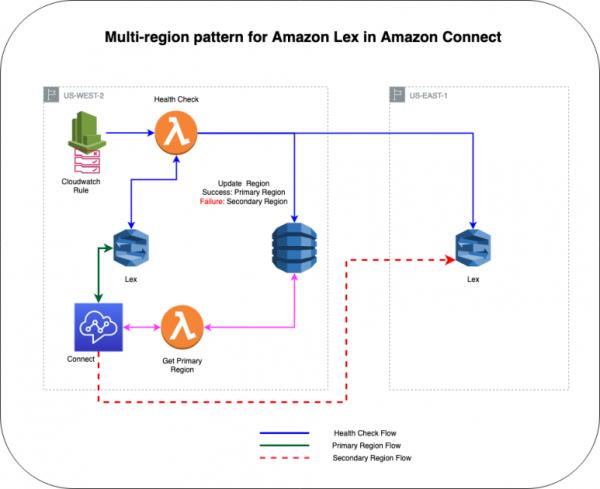 Multi-region pattern for Amazon Lex in Amazon Connect
US-WEST-2
US-EAST-1
Health Check
Cloudwatch
Rule
Update Region
Success: Primary Region
Failure: Secondary Region
Lex
Lex
Connect
Get Primary
Region
Health Check Flow
Primary Region Flow
Secondary Region Flow